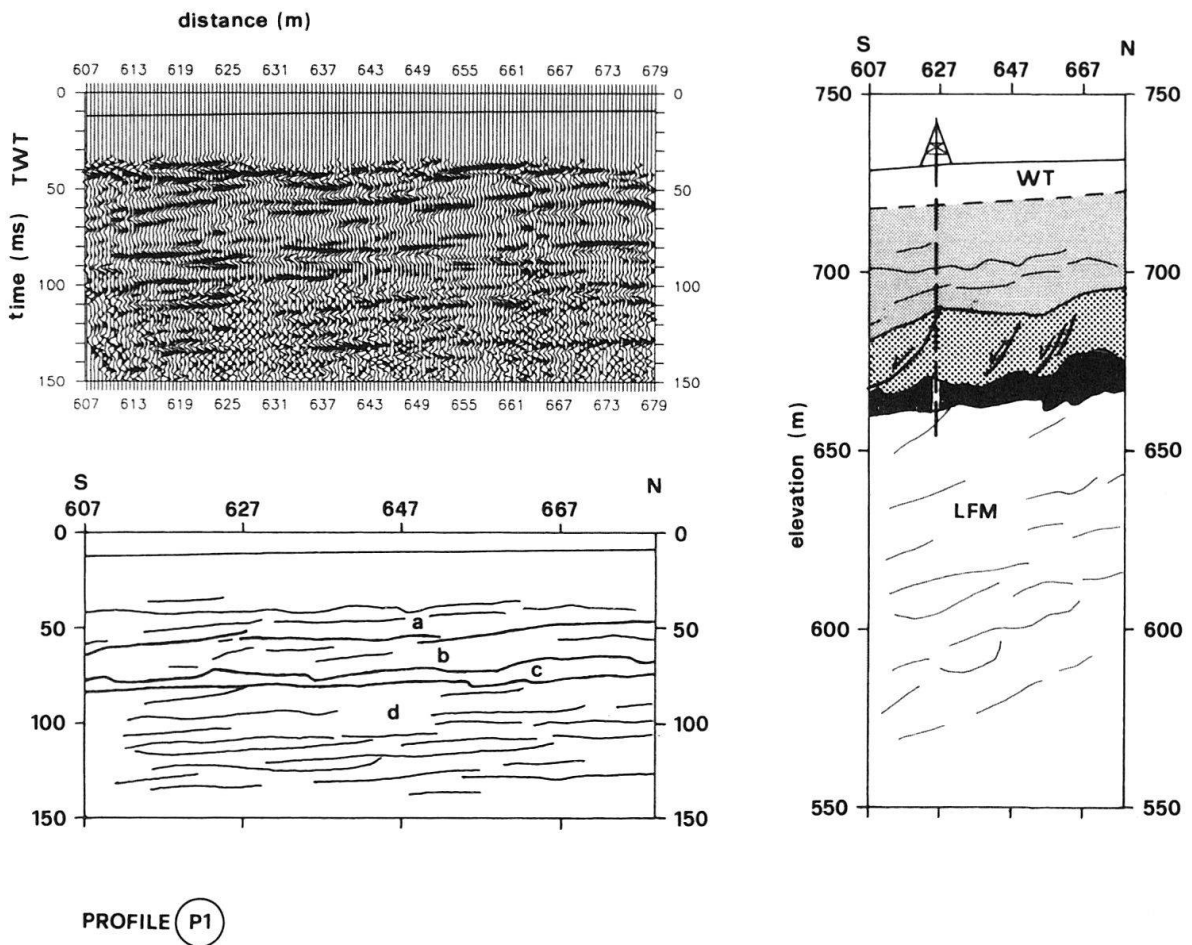 distance (m)
607 613 619 625 631 637 643 649 655 661 667 673 679
time (ms) TWT
0 0
50 50
100 100
150 150
607 613 619 625 631 637 643 649 655 661 667 673 679
S N
607 627 647 667
0 0
a
50 50
b
c
d
100 100
150 150
S N
607 627 647 667
750 750
WT
700 700
elevation (m)
650 650
LFM
600 600
550 550
PROFILE P1